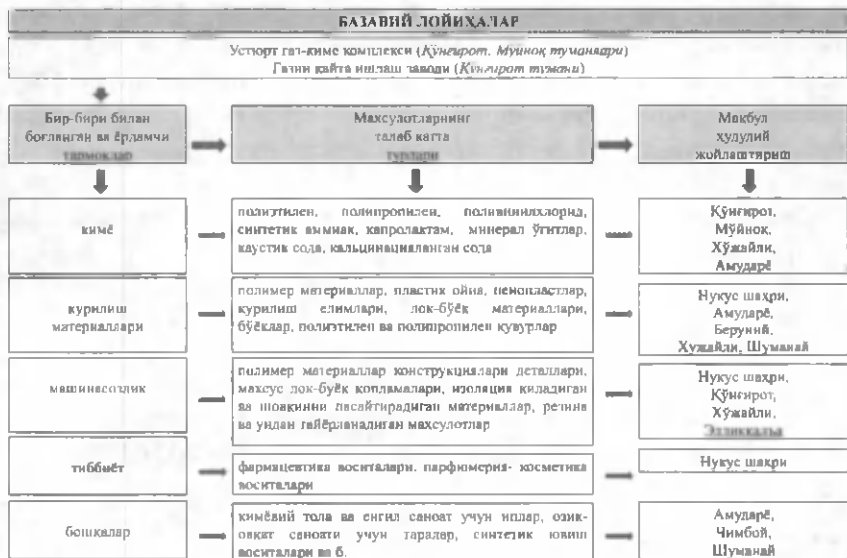 БАЗАВИЙ ЛОЙИҲАЛАР
Устюрт газ-кимё комплекси (Қўнғирот, Мўйноқ туманлари)
Газни қайта ишлаш заводи (Қўнғирот тумани)
Бир-бири билан
боғланган ва ёрдамчи
тармоқлар
Маҳсулотларнинг
талаб катта
турлари
Мақбул
ҳудудий
жойлаштириш
кимё
полиэтилен, полипропилен, поливинилхлорид,
синтетик аммиак, капролактам, минерал ўғитлар,
каустик сода, кальцинацияланган сода
Қўнғирот,
Мўйноқ,
Хўжайли,
Амударё
қурилиш
материаллари
полимер материаллар, пластик ойна, пенопластлар,
қурилиш елимлари, лок-бўёқ материаллари,
бўёқлар, полиэтилен ва полипропилен қувурлар
Нукус шаҳри,
Амударё,
Беруний,
Хўжайли, Шуманай
машинасозлик
полимер материаллар конструкциялари деталлари,
махсус лок-буёқ қопламалари, изоляция қиладиган
ва шовқинни пасайтирадиган материаллар, резина
ва ундан тайёрланадиган маҳсулотлар
Нукус шаҳри,
Қўнғирот,
Хўжайли,
Элликкалъа
тиббиёт
фармацевтика воситалари, парфюмерия- косметика
воситалари
Нукус шаҳри
бошқалар
кимёвий тола ва енгил саноат учун иплар, озиқ-
овқат саноати учун таралар, синтетик ювиш
воситалари ва б.
Амударё,
Чимбой,
Шуманай